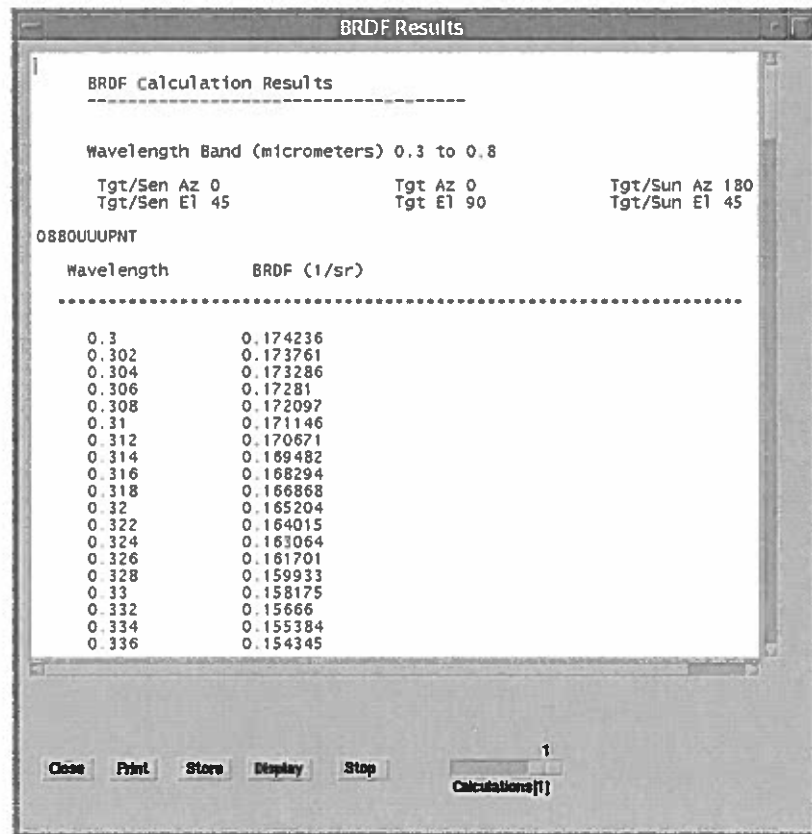 BRDF Results
BRDF Calculation Results
----------------------------------------
Wavelength Band (micrometers) 0.3 to 0.8
Tgt/Sen Az 0 Tgt Az 0 Tgt/Sun Az 180
Tgt/Sen El 45 Tgt El 90 Tgt/Sun El 45
0880UUUPNT
Wavelength BRDF (1/sr)
0.3 0.174236
0.302 0.173761
0.304 0.173286
0.306 0.17281
0.308 0.172097
0.31 0.171146
0.312 0.170671
0.314 0.169482
0.316 0.168294
0.318 0.166868
0.32 0.165204
0.322 0.164015
0.324 0.163064
0.326 0.161701
0.328 0.159933
0.33 0.158175
0.332 0.15666
0.334 0.155384
0.336 0.154345
1
Close Print Store Display Stop
Calculations[1]